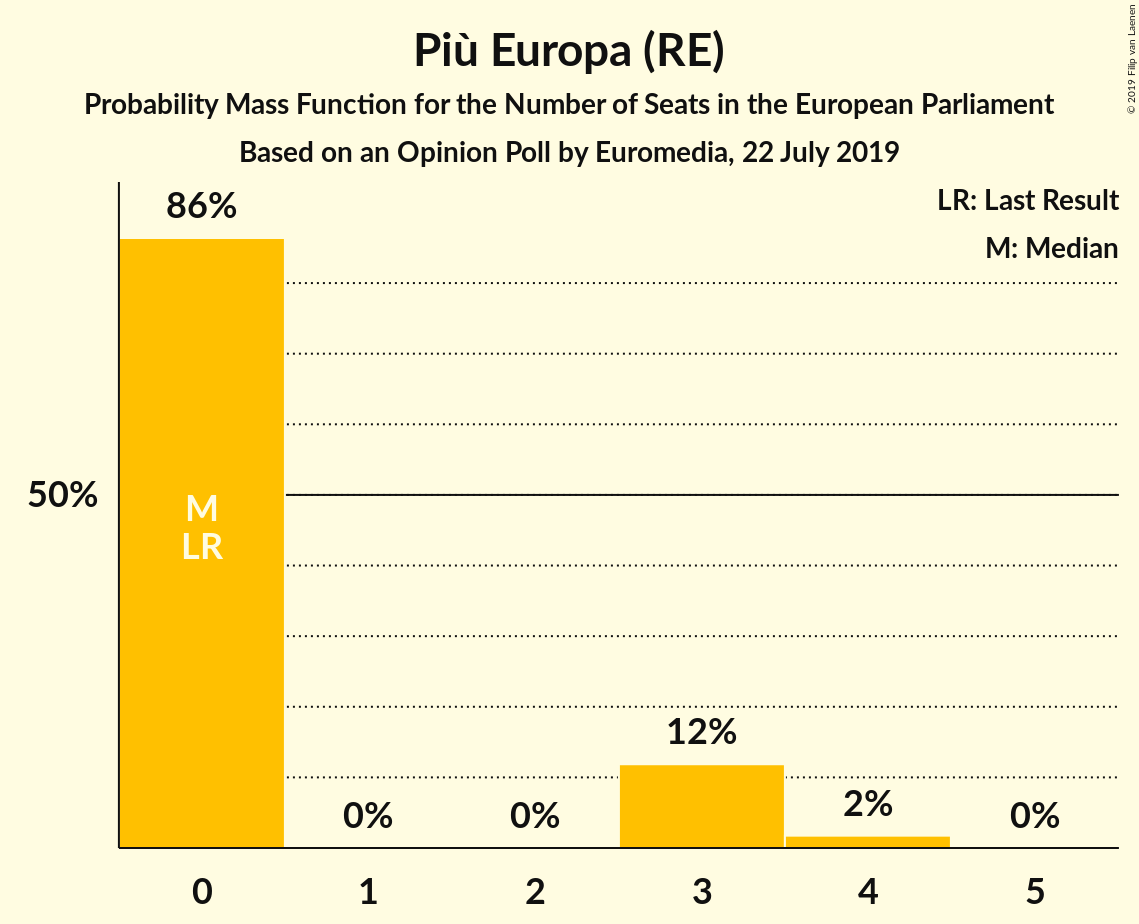 Più Europa (RE)
Probability Mass Function for the Number of Seats in the European Parliament
Based on an Opinion Poll by Euromedia, 22 July 2019
© 2019 Filip van Laenen
LR: Last Result
M: Median
86%
50%
M
LR
12%
0%
0%
2%
0%
0
1
2
3
4
5